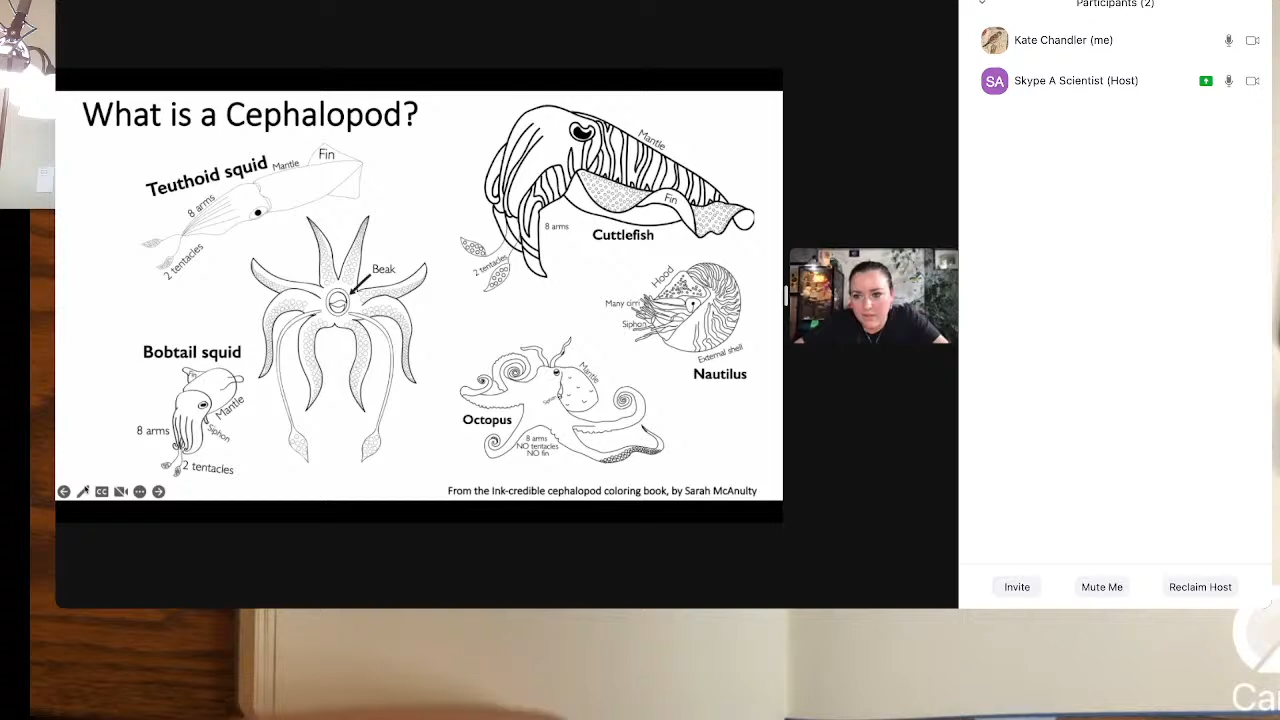 Participants (2)
Kate Chandler (me)
SA
Skype A Scientist (Host)
What is a Cephalopod?
Teuthoid squid
Mantle
Fin
8 arms
2 tentacles
Beak
Mantle
Fin
8 arms
Cuttlefish
2 tentacles
Hood
Many cirri
Siphon
External shell
Nautilus
Bobtail squid
Mantle
8 arms
Siphon
2 tentacles
Mantle
Siphon
Octopus
8 arms
NO tentacles
NO fin
CC
From the Ink-credible cephalopod coloring book, by Sarah McAnulty
Invite
Mute Me
Reclaim Host